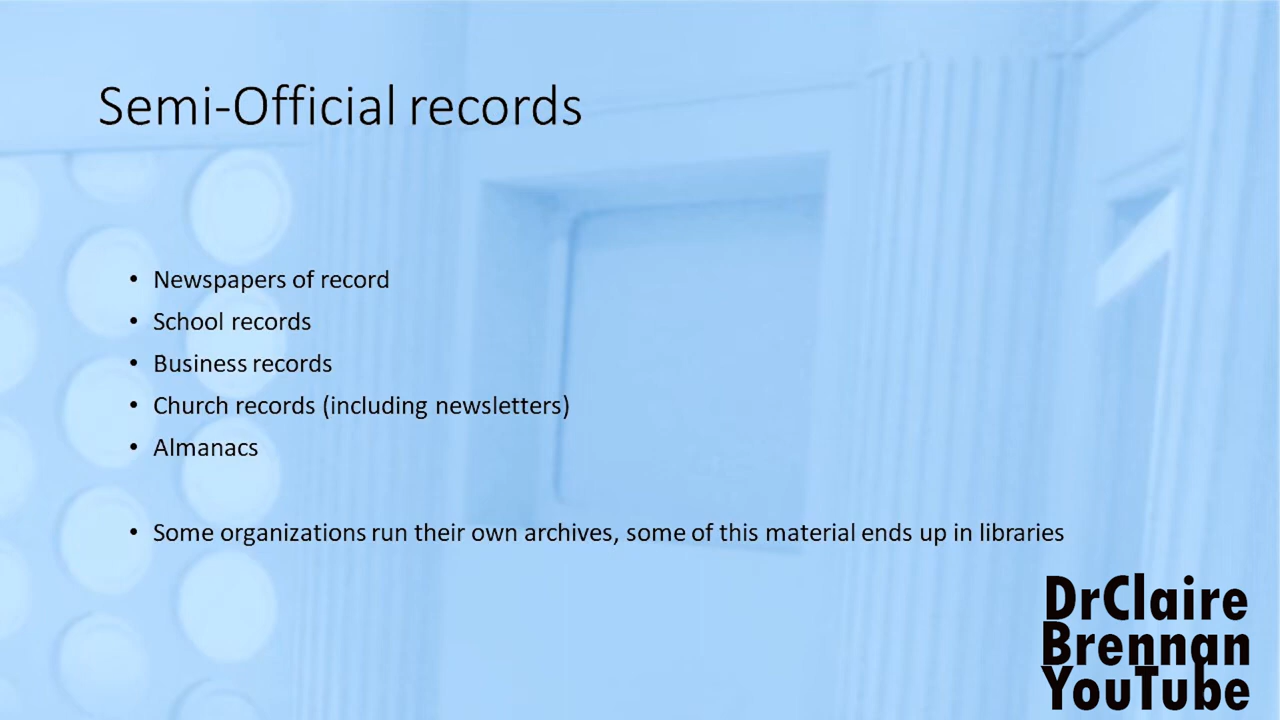 Semi-Official records
• Newspapers of record
• School records
• Business records
• Church records (including newsletters)
• Almanacs
• Some organizations run their own archives, some of this material ends up in libraries
DrClaire
Brennan
YouTube